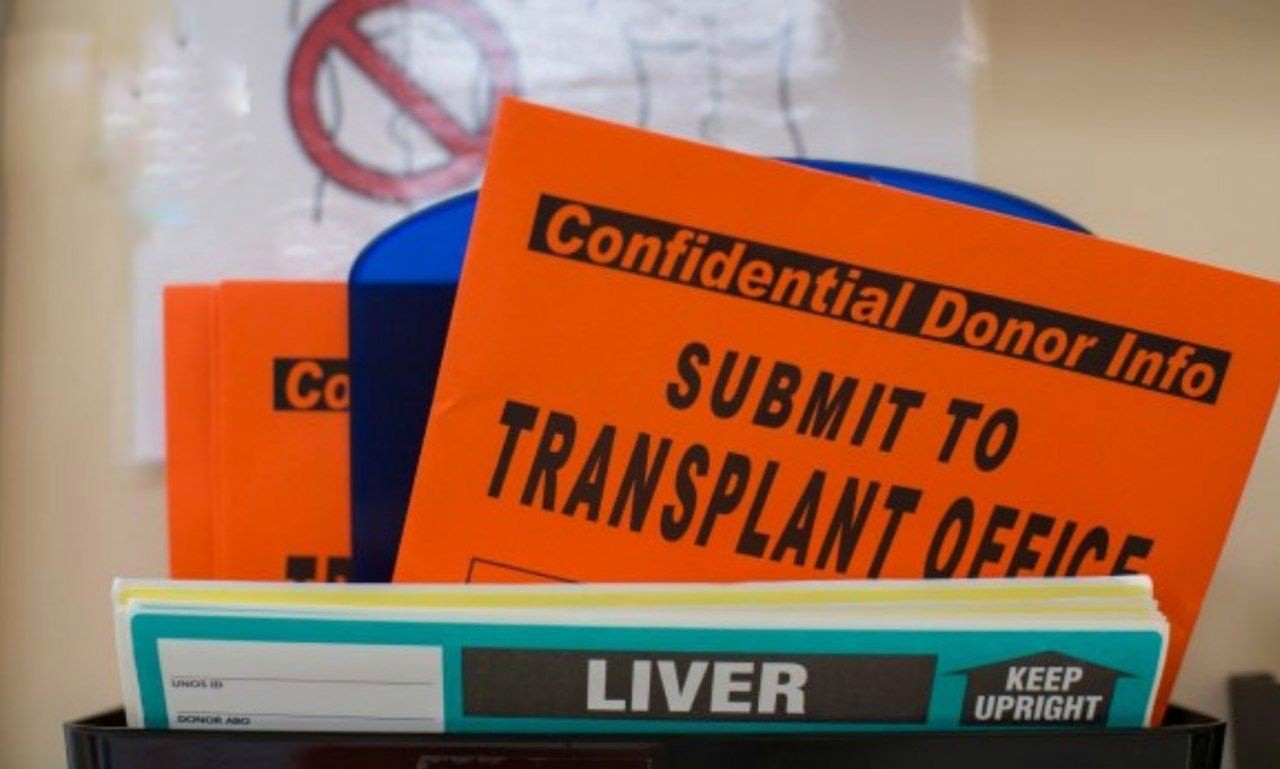 Confidential Donor Info
SUBMIT TO
TRANSPLANT OFFICE
Co
LIVER
KEEP
UPRIGHT
UNOS ID
DONOR ABO